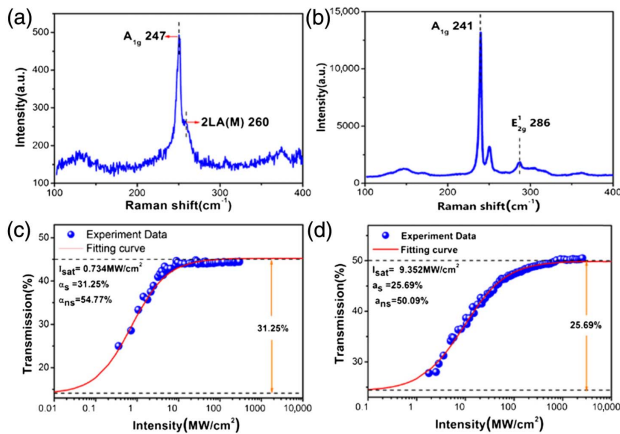 (a)
A1g 247
2LA(M) 260
Intensity(a.u.)
500
400
300
200
100
100
200
300
400
Raman shift(cm-1)
(b)
A1g 241
E12g 286
Intensity(a.u.)
15,000
10,000
5000
0
100
200
300
400
Raman shift(cm-1)
(c)
Experiment Data
Fitting curve
Isat= 0.734MW/cm2
αs =31.25%
αns=54.77%
31.25%
Transmission(%)
50
40
30
20
0.01
0.1
1
10
100
1000
10,000
Intensity(MW/cm2)
(d)
Experiment Data
Fitting curve
Isat= 9.352MW/cm2
as =25.69%
ans=50.09%
25.69%
Transmission(%)
60
50
40
30
0.1
1
10
100
1000
10,000
Intensity(MW/cm2)